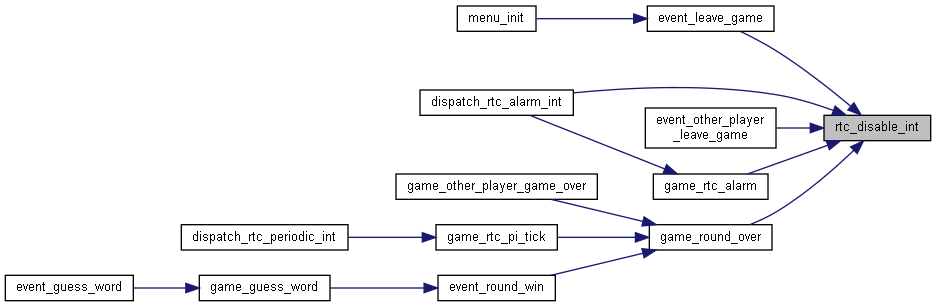 menu_init
event_leave_game
dispatch_rtc_alarm_int
event_other_player
_leave_game
rtc_disable_int
game_rtc_alarm
game_other_player_game_over
dispatch_rtc_periodic_int
game_rtc_pi_tick
game_round_over
event_guess_word
game_guess_word
event_round_win